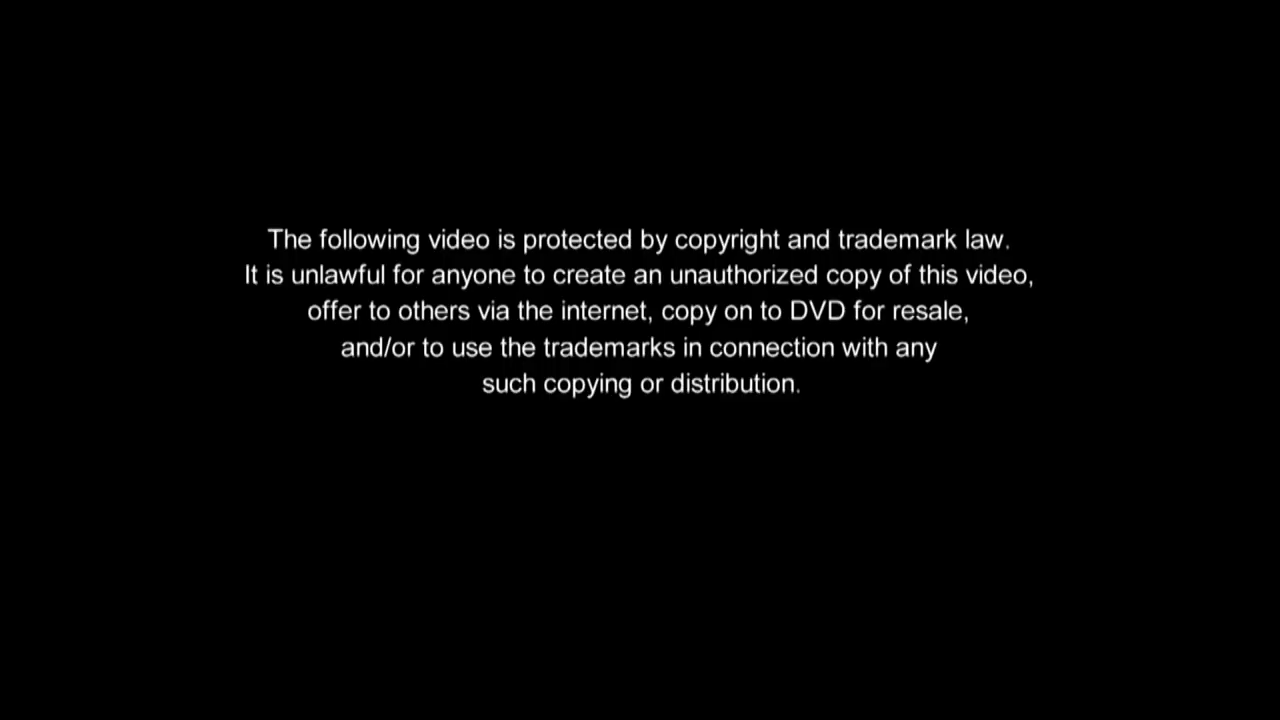 The following video is protected by copyright and trademark law.
It is unlawful for anyone to create an unauthorized copy of this video,
offer to others via the internet, copy on to DVD for resale,
and/or to use the trademarks in connection with any
such copying or distribution.